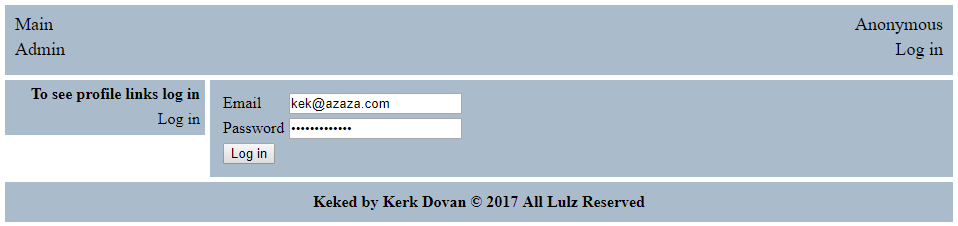 Main
Anonymous
Admin
Log in
To see profile links log in
Log in
Email kek@azaza.com
Password •••••••••••••
Log in
Keked by Kerk Dovan © 2017 All Lulz Reserved